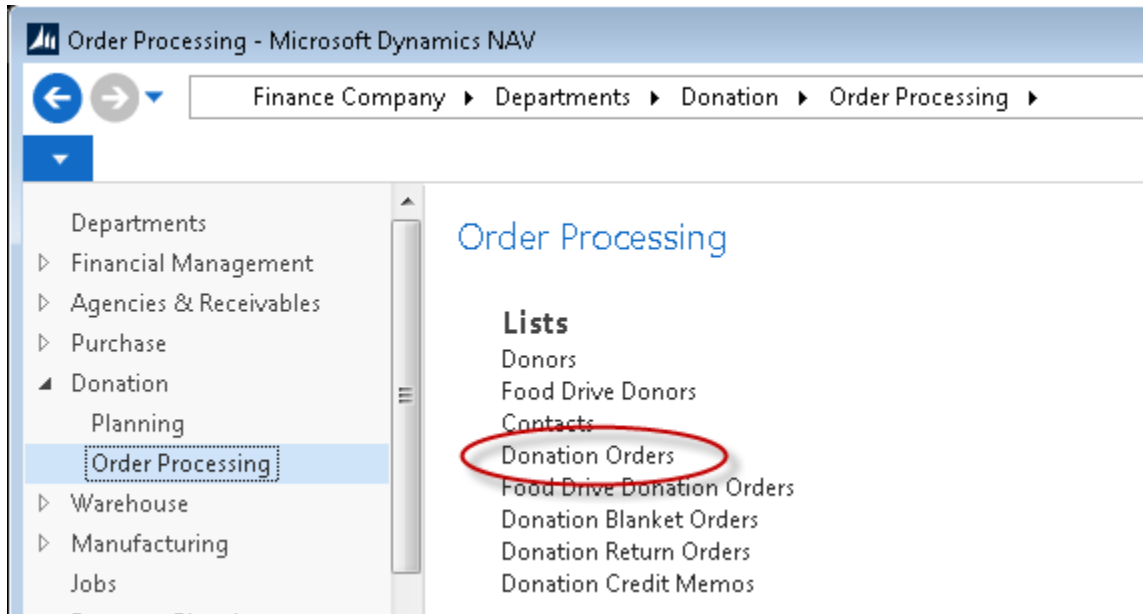 Order Processing - Microsoft Dynamics NAV
Finance Company ▸ Departments ▸ Donation ▸ Order Processing ▸
Departments
Financial Management
Agencies & Receivables
Purchase
Donation
Planning
Order Processing
Warehouse
Manufacturing
Jobs
Order Processing
Lists
Donors
Food Drive Donors
Contacts
Donation Orders
Food Drive Donation Orders
Donation Blanket Orders
Donation Return Orders
Donation Credit Memos